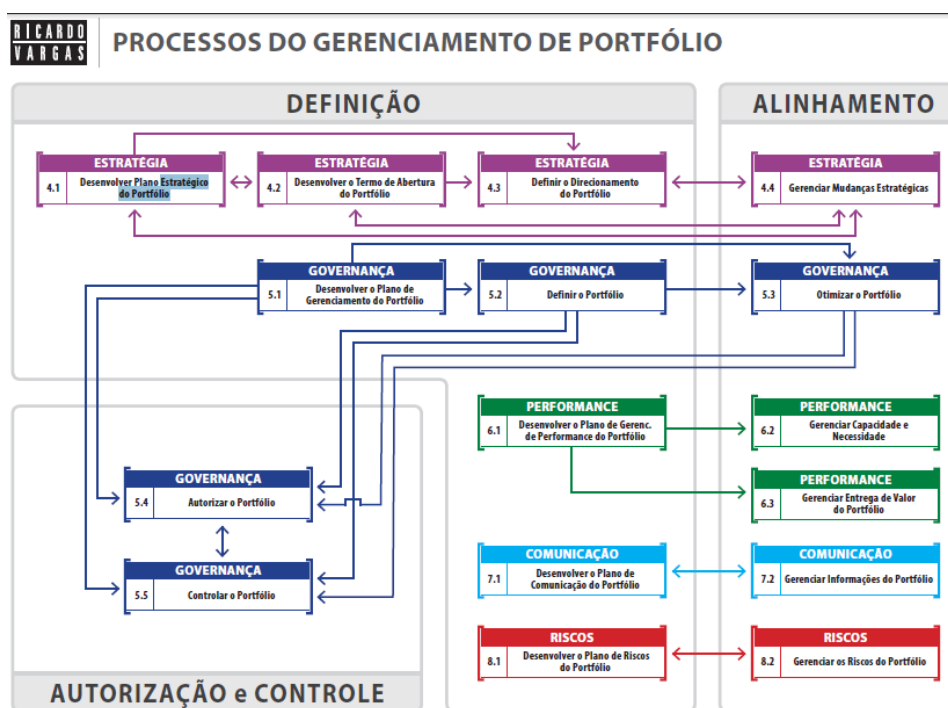 RICARDO
VARGAS
PROCESSOS DO GERENCIAMENTO DE PORTFÓLIO
DEFINIÇÃO
ALINHAMENTO
ESTRATÉGIA
4.1
Desenvolver Plano Estratégico
do Portfólio
ESTRATÉGIA
4.2
Desenvolver o Termo de Abertura
do Portfólio
ESTRATÉGIA
4.3
Definir o Direcionamento
do Portfólio
ESTRATÉGIA
4.4
Gerenciar Mudanças Estratégicas
GOVERNANÇA
5.1
Desenvolver o Plano de
Gerenciamento do Portfólio
GOVERNANÇA
5.2
Definir o Portfólio
GOVERNANÇA
5.3
Otimizar o Portfólio
PERFORMANCE
6.1
Desenvolver o Plano de Gerenc.
de Performance do Portfólio
PERFORMANCE
6.2
Gerenciar Capacidade e
Necessidade
GOVERNANÇA
5.4
Autorizar o Portfólio
PERFORMANCE
6.3
Gerenciar Entrega de Valor
do Portfólio
GOVERNANÇA
5.5
Controlar o Portfólio
COMUNICAÇÃO
7.1
Desenvolver o Plano de
Comunicação do Portfólio
COMUNICAÇÃO
7.2
Gerenciar Informações do Portfólio
RISCOS
8.1
Desenvolver o Plano de Riscos
do Portfólio
RISCOS
8.2
Gerenciar os Riscos do Portfólio
AUTORIZAÇÃO e CONTROLE